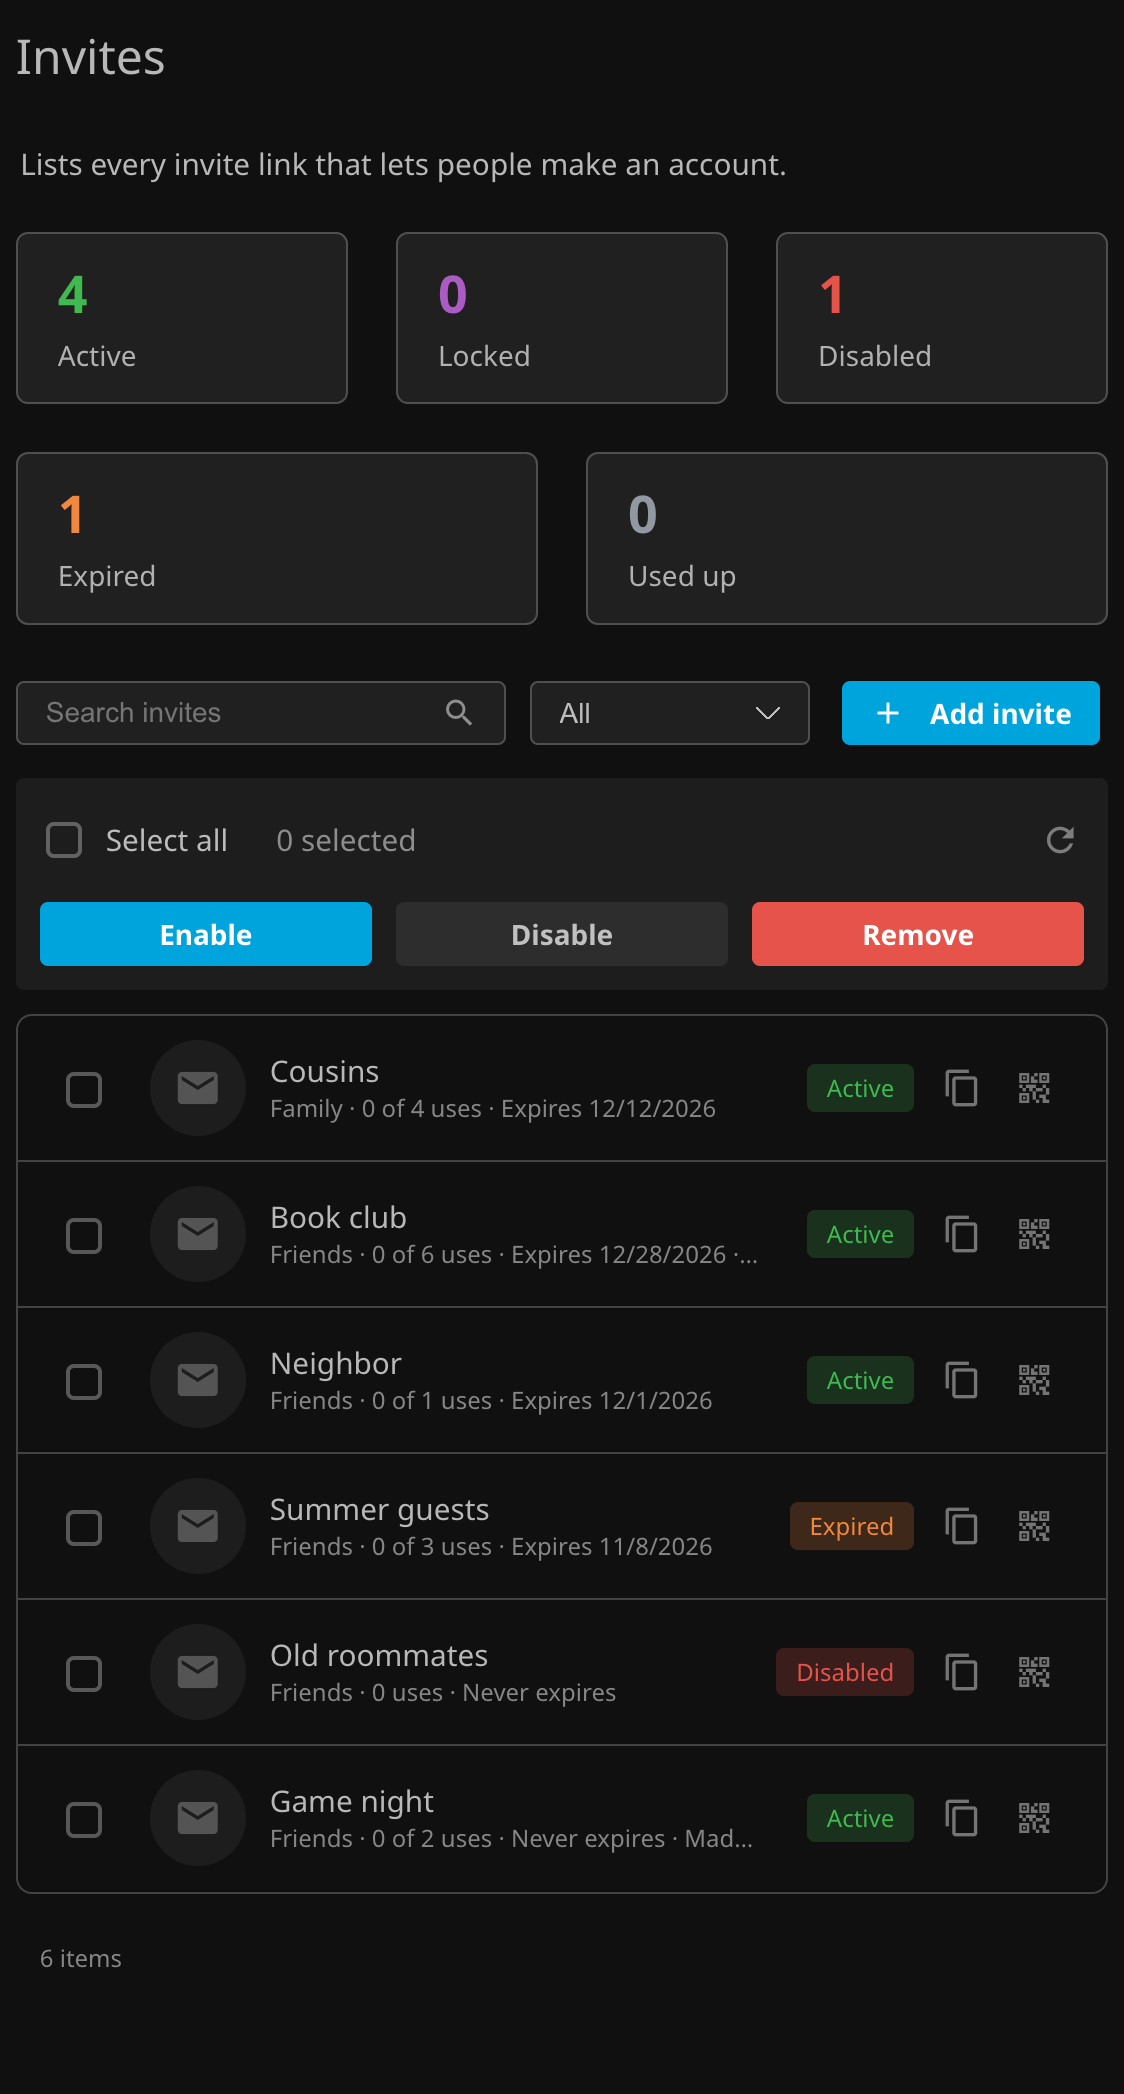 Invites
Lists every invite link that lets people make an account.
4
Active
0
Locked
1
Disabled
1
Expired
0
Used up
Search invites
All
Add invite
Select all 0 selected
Enable
Disable
Remove
Cousins
Family · 0 of 4 uses · Expires 12/12/2026
Active
Book club
Friends · 0 of 6 uses · Expires 12/28/2026 ·...
Active
Neighbor
Friends · 0 of 1 uses · Expires 12/1/2026
Active
Summer guests
Friends · 0 of 3 uses · Expires 11/8/2026
Expired
Old roommates
Friends · 0 uses · Never expires
Disabled
Game night
Friends · 0 of 2 uses · Never expires · Mad...
Active
6 items